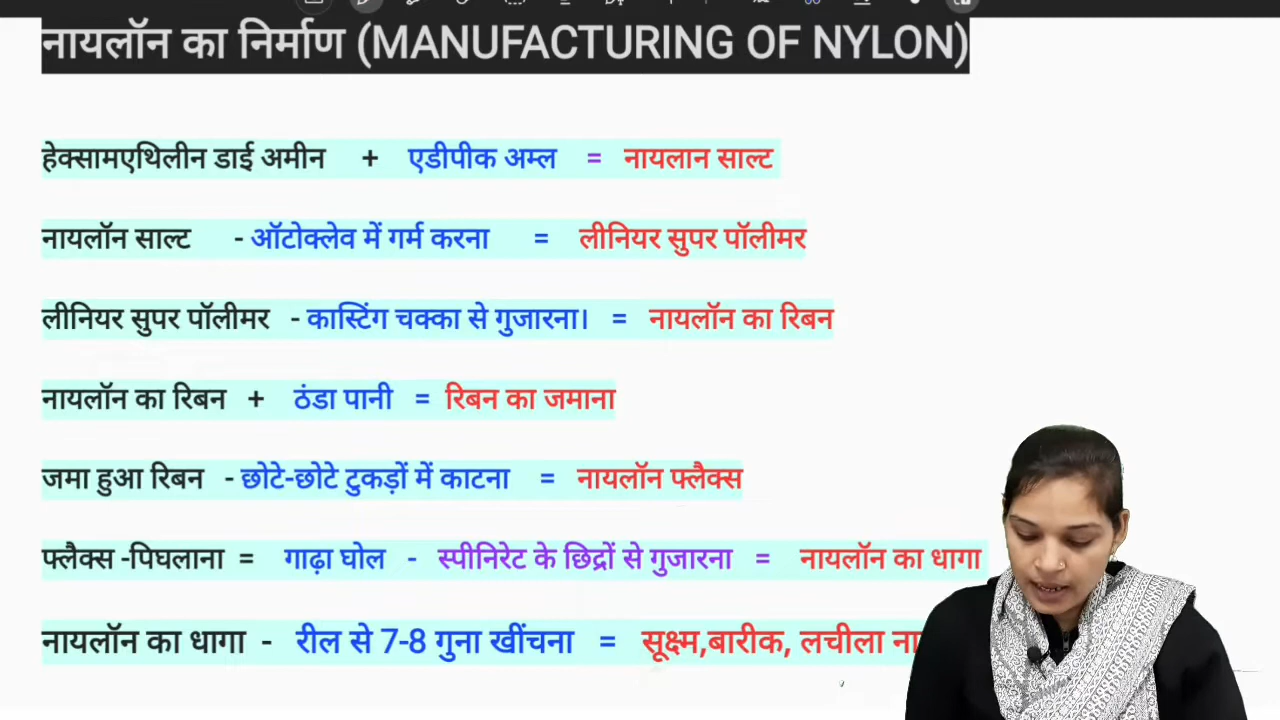 नायलॉन का निर्माण (MANUFACTURING OF NYLON)
हेक्सामएथिलीन डाई अमीन + एडीपीक अम्ल = नायलान साल्ट
नायलॉन साल्ट - ऑटोक्लेव में गर्म करना = लीनियर सुपर पॉलीमर
लीनियर सुपर पॉलीमर - कास्टिंग चक्का से गुजारना। = नायलॉन का रिबन
नायलॉन का रिबन + ठंडा पानी = रिबन का जमाना
जमा हुआ रिबन - छोटे-छोटे टुकड़ों में काटना = नायलॉन फ्लैक्स
फ्लैक्स -पिघलाना = गाढ़ा घोल - स्पीनिरेट के छिद्रों से गुजारना = नायलॉन का धागा
नायलॉन का धागा - रील से 7-8 गुना खींचना = सूक्ष्म,बारीक, लचीला